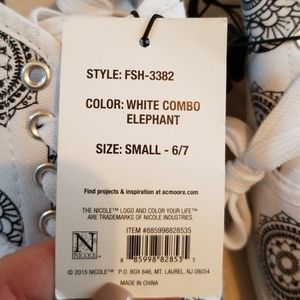 STYLE: FSH-3382
COLOR: WHITE COMBO
ELEPHANT
SIZE: SMALL - 6/7
Find projects & inspiration at acmoore.com
THE NICOLE™ LOGO AND COLOR YOUR LIFE™
ARE TRADEMARKS OF NICOLE INDUSTRIES.
ITEM #885998828535
N
NICOLE™
8 85998 82853 5
© 2015 NICOLE™ P.O. BOX 846, MT. LAUREL, NJ 08054
MADE IN CHINA